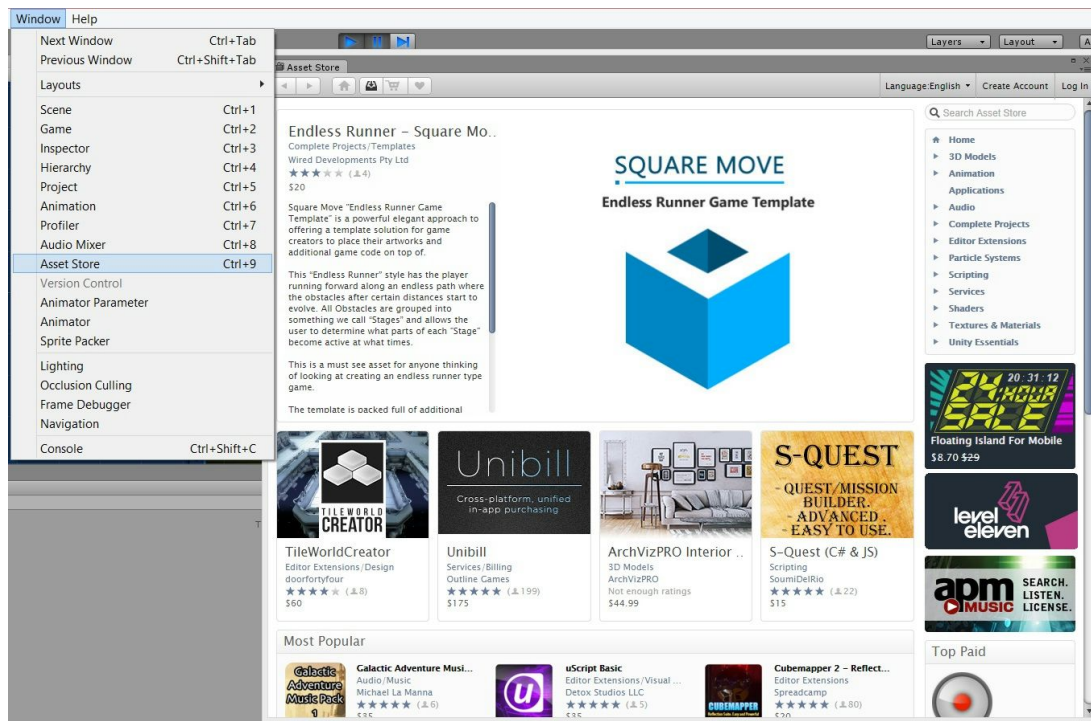 Window Help
Next Window Ctrl+Tab
Previous Window Ctrl+Shift+Tab
Layouts
Scene Ctrl+1
Game Ctrl+2
Inspector Ctrl+3
Hierarchy Ctrl+4
Project Ctrl+5
Animation Ctrl+6
Profiler Ctrl+7
Audio Mixer Ctrl+8
Asset Store Ctrl+9
Version Control
Animator Parameter
Animator
Sprite Packer
Lighting
Occlusion Culling
Frame Debugger
Navigation
Console Ctrl+Shift+C
Layers Layout
Asset Store
Language:English Create Account Log In
Endless Runner – Square Mo..
Complete Projects/Templates
Wired Developments Pty Ltd
(4)
$20
Square Move "Endless Runner Game
Template" is a powerful elegant approach to
offering a template solution for game
creators to place their artworks and
additional game code on top of.
This "Endless Runner" style has the player
running forward along an endless path where
the obstacles after certain distances start to
evolve. All Obstacles are grouped into
something we call "Stages" and allows the
user to determine what parts of each "Stage"
become active at what times.
This is a must see asset for anyone thinking
of looking at creating an endless runner type
game.
The template is packed full of additional
SQUARE MOVE
Endless Runner Game Template
Search Asset Store
Home
3D Models
Animation
Applications
Audio
Complete Projects
Editor Extensions
Particle Systems
Scripting
Services
Shaders
Textures & Materials
Unity Essentials
20:31:12
24 HOUR
SALE
Floating Island For Mobile
$8.70 $29
level
eleven
apm
MUSIC
SEARCH.
LISTEN.
LICENSE.
Top Paid
TILEWORLD
CREATOR
TileWorldCreator
Editor Extensions/Design
doorfortyfour
(8)
$60
Unibill
Cross-platform, unified
in-app purchasing
Unibill
Services/Billing
Outline Games
(199)
$175
ArchVizPRO Interior ..
3D Models
ArchVizPRO
Not enough ratings
$44.99
S-QUEST
- QUEST/MISSION
BUILDER.
- ADVANCED .
- EASY TO USE.
S-Quest (C# & JS)
Scripting
SoumiDelRio
(22)
$15
Most Popular
Galactic
Adventure
Music Pack
1
Galactic Adventure Musi...
Audio/Music
Michael La Manna
(6)
$35
uScript Basic
Editor Extensions/Visual ...
Detox Studios LLC
(5)
CUBEMAPPER
Cubemapper 2 – Reflect...
Editor Extensions
Spreadcamp
(80)